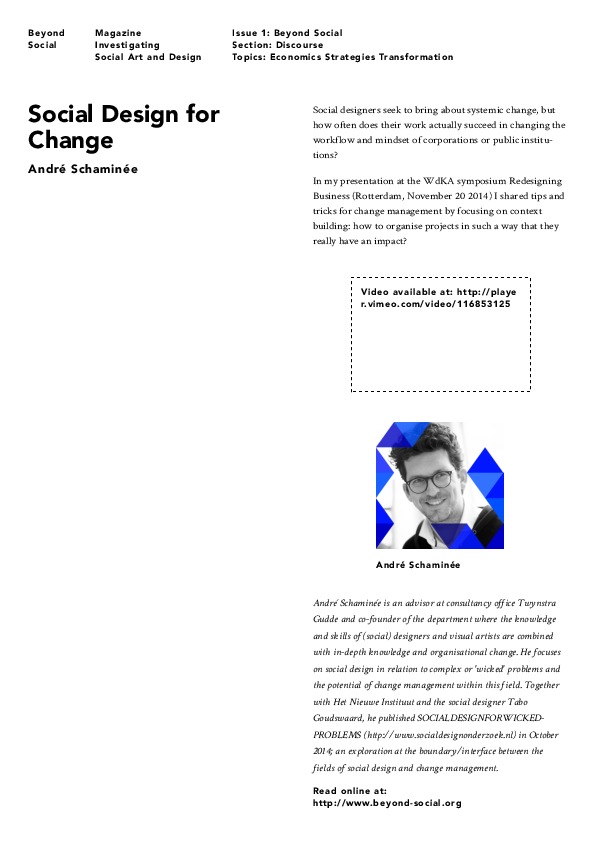 Beyond
Social
Magazine
Investigating
Social Art and Design
Issue 1: Beyond Social
Section: Discourse
Topics: Economics Strategies Transformation
Social Design for
Change
André Schaminée
Social designers seek to bring about systemic change, but
how often does their work actually succeed in changing the
workflow and mindset of corporations or public institu-
tions?
In my presentation at the WdKA symposium Redesigning
Business (Rotterdam, November 20 2014) I shared tips and
tricks for change management by focusing on context
building: how to organise projects in such a way that they
really have an impact?
Video available at: http://playe
r.vimeo.com/video/116853125
André Schaminée
André Schaminée is an advisor at consultancy office Twynstra
Gudde and co-founder of the department where the knowledge
and skills of (social) designers and visual artists are combined
with in-depth knowledge and organisational change. He focuses
on social design in relation to complex or 'wicked' problems and
the potential of change management within this field. Together
with Het Nieuwe Instituut and the social designer Tabo
Goudswaard, he published SOCIALDESIGNFORWICKED-
PROBLEMS (http://www.socialdesignonderzoek.nl) in October
2014; an exploration at the boundary/interface between the
fields of social design and change management.
Read online at:
http://www.beyond-social.org